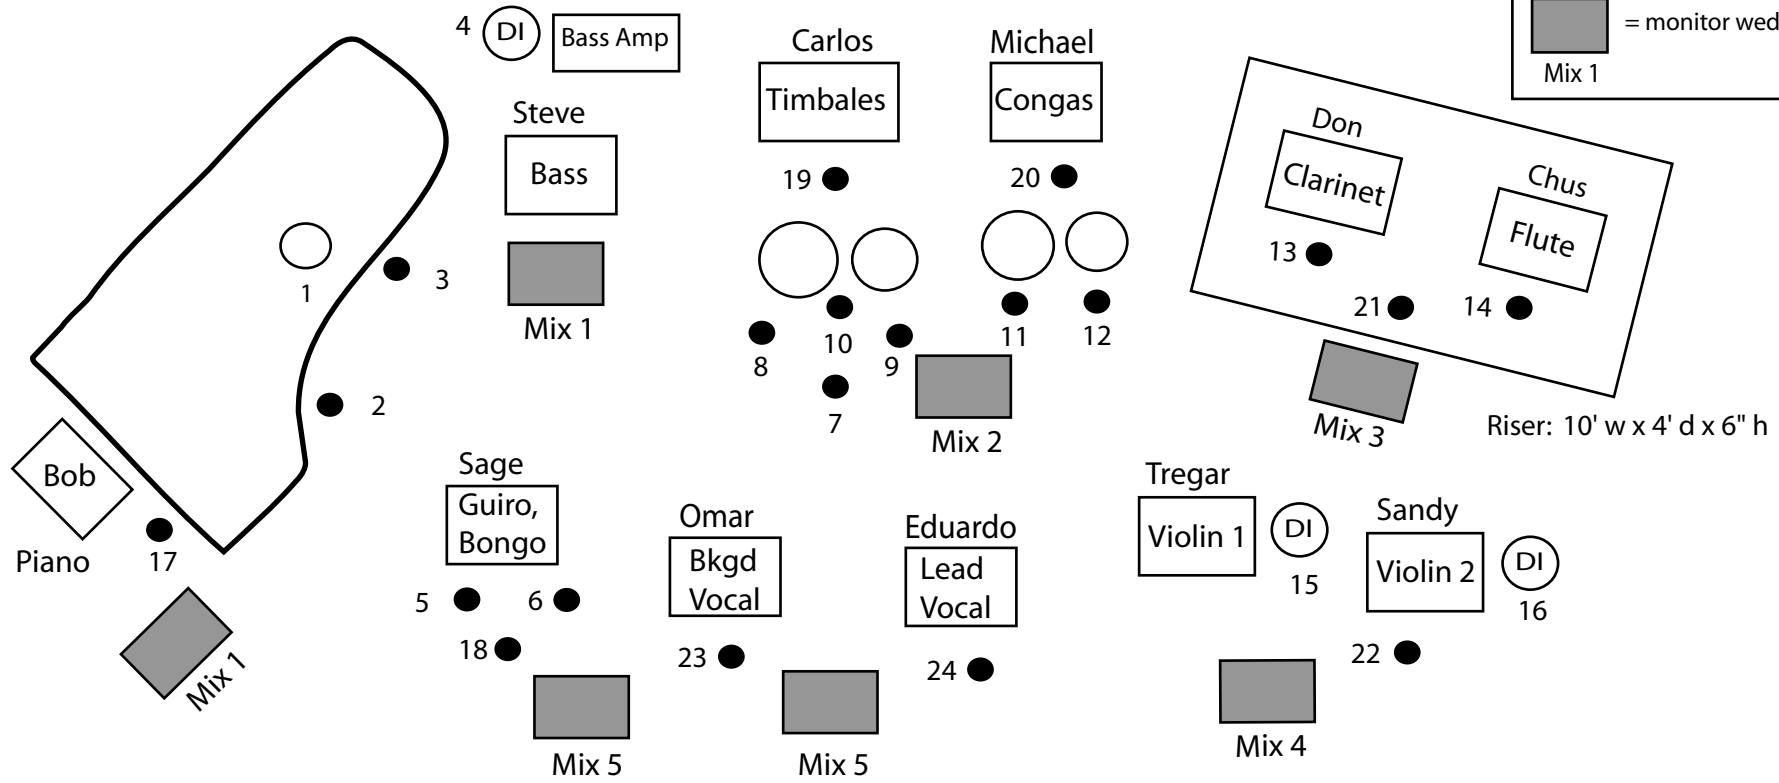 4
DI
Bass Amp
Carlos
Timbales
Michael
Congas
= monitor wed
Mix 1
Steve
Bass
Mix 1
1
3
2
19
20
8
10
9
7
11
12
Mix 2
Don
Clarinet
Chus
Flute
13
21
14
Mix 3
Riser: 10' w x 4' d x 6" h
Bob
Piano
17
Mix 1
Sage
Guiro,
Bongo
5
6
18
Mix 5
Omar
Bkgd
Vocal
23
Mix 5
Eduardo
Lead
Vocal
24
Tregar
Violin 1
DI
15
Sandy
Violin 2
DI
16
22
Mix 4